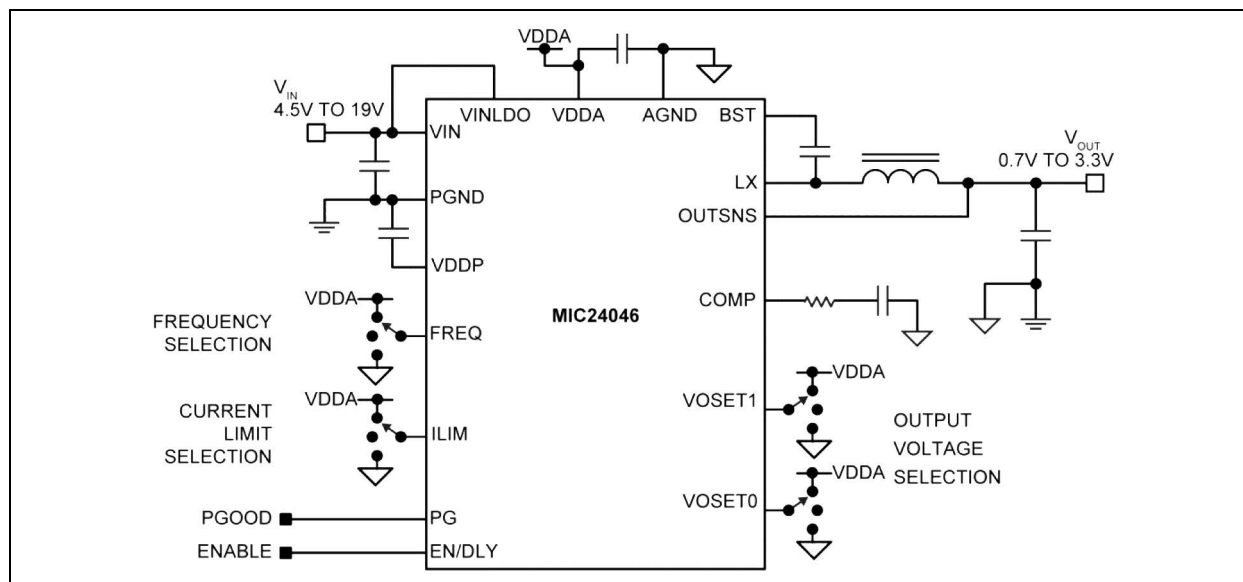 VDDA
VIN
4.5V TO 19V
VINLDO
VDDA
AGND
BST
VIN
VOUT
0.7V TO 3.3V
LX
PGND
OUTSNS
VDDP
VDDA
COMP
MIC24046
FREQUENCY
SELECTION
FREQ
VDDA
VDDA
CURRENT
LIMIT
SELECTION
ILIM
VOSET1
OUTPUT
VOLTAGE
SELECTION
VDDA
VOSET0
PGOOD
PG
ENABLE
EN/DLY